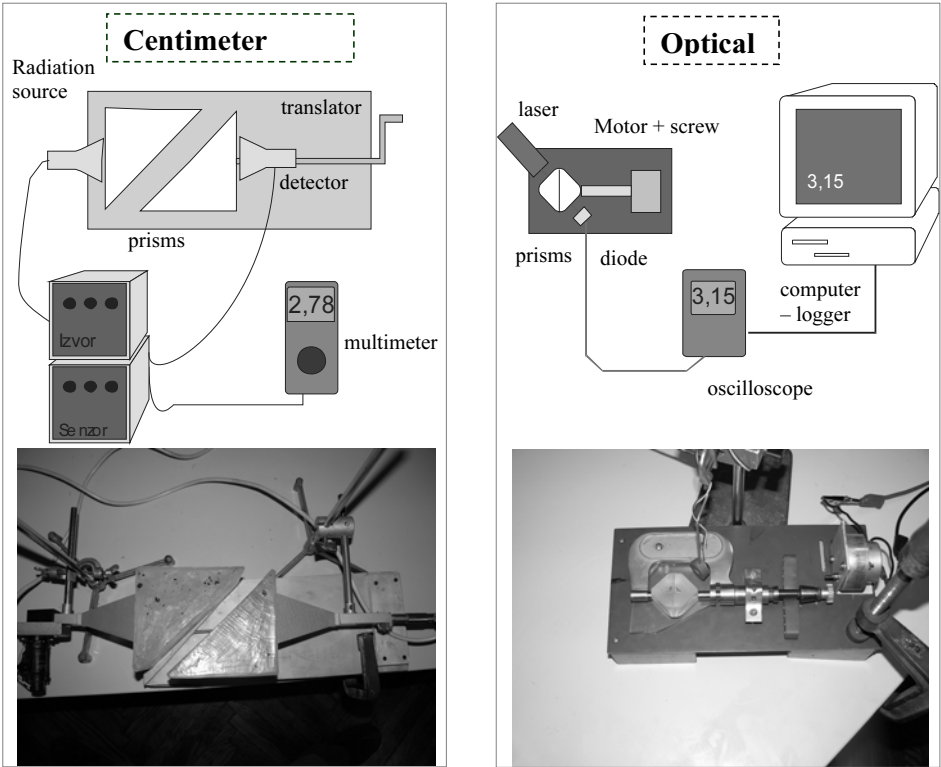 Centimeter
Radiation
source
translator
detector
prisms
Izvor
Senzor
2,78
multimeter
Optical
laser
Motor + screw
3,15
prisms
diode
3,15
computer
– logger
oscilloscope